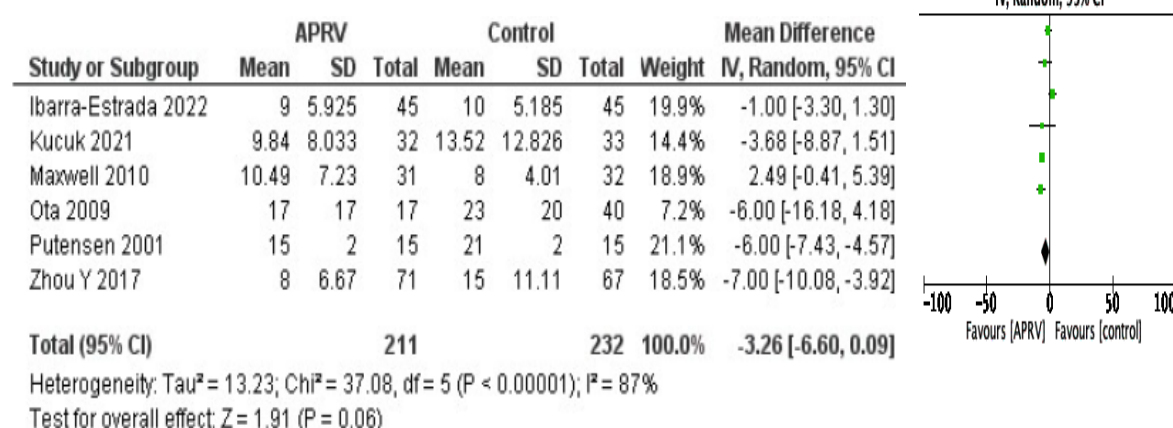 IV, Random, 95% CI
APRV Control Mean Difference
Study or Subgroup Mean SD Total Mean SD Total Weight IV, Random, 95% CI
Ibarra-Estrada 2022 9 5.925 45 10 5.185 45 19.9% -1.00 [-3.30, 1.30]
Kucuk 2021 9.84 8.033 32 13.52 12.826 33 14.4% -3.68 [-8.87, 1.51]
Maxwell 2010 10.49 7.23 31 8 4.01 32 18.9% 2.49 [-0.41, 5.39]
Ota 2009 17 17 17 23 20 40 7.2% -6.00 [-16.18, 4.18]
Putensen 2001 15 2 15 21 2 15 21.1% -6.00 [-7.43, -4.57]
Zhou Y 2017 8 6.67 71 15 11.11 67 18.5% -7.00 [-10.08, -3.92]
-100 -50 0 50 100
Favours [APRV] Favours [control]
Total (95% CI) 211 232 100.0% -3.26 [-6.60, 0.09]
Heterogeneity: Tau² = 13.23; Chi² = 37.08, df = 5 (P < 0.00001); I² = 87%
Test for overall effect: Z = 1.91 (P = 0.06)